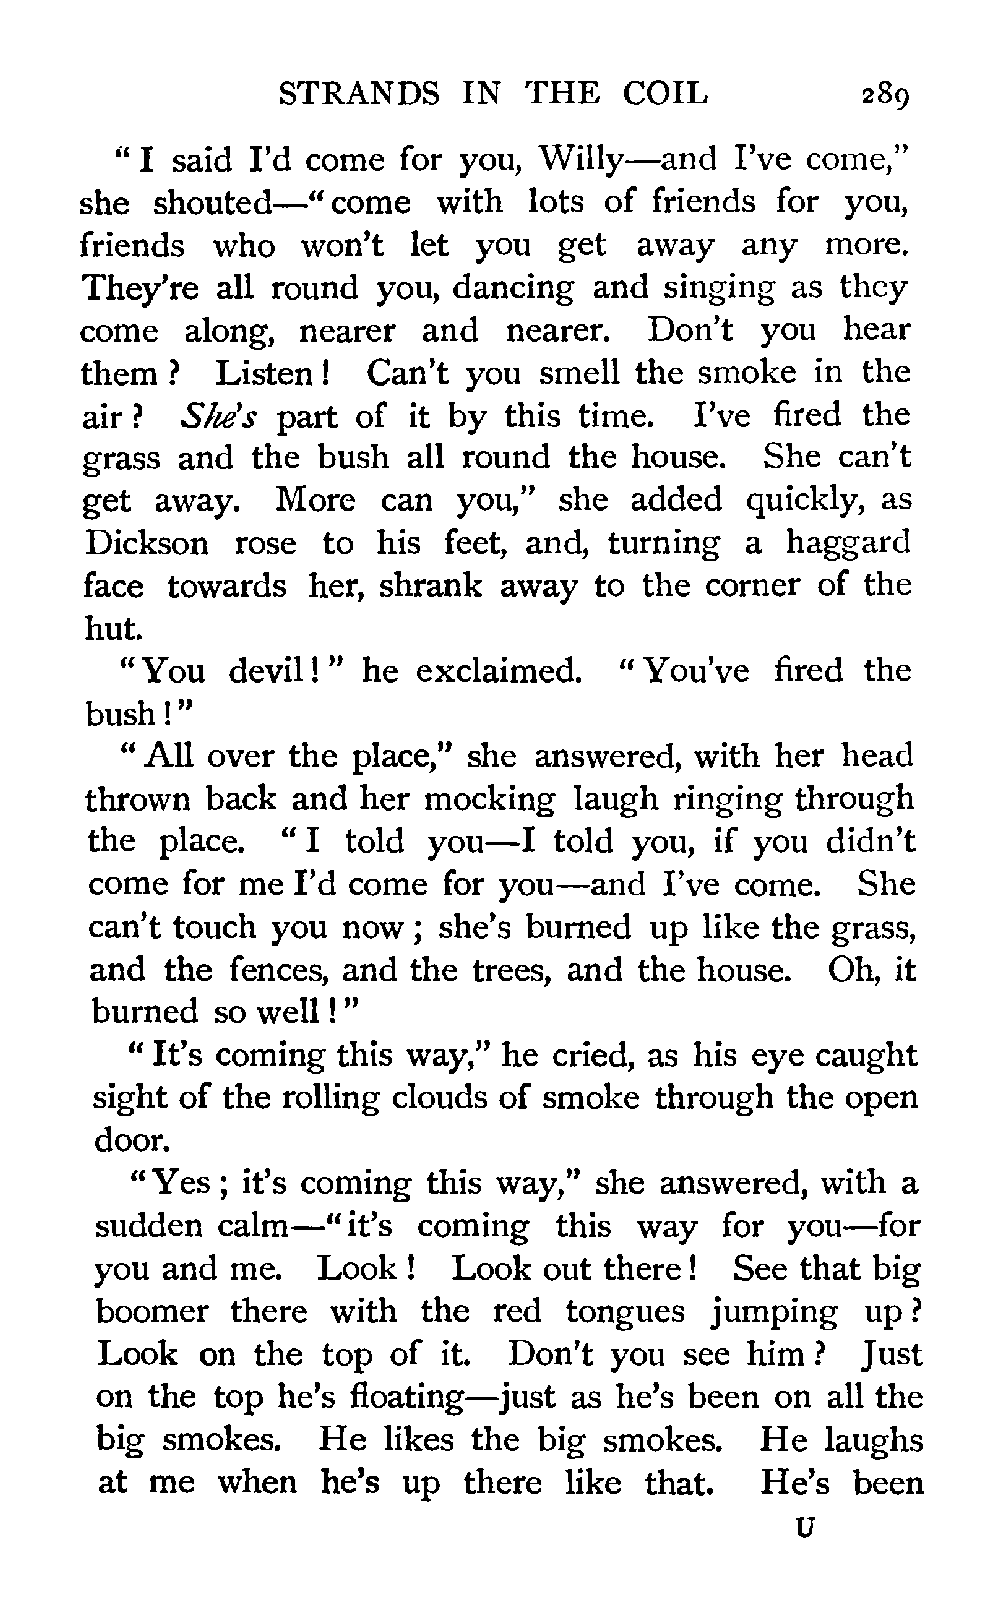 STRANDS IN THE COIL 289
“ I said I’d come for you, Willy—and I’ve come,”
she shouted—“ come with lots of friends for you,
friends who won’t let you get away any more.
They’re all round you, dancing and singing as they
come along, nearer and nearer. Don’t you hear
them ? Listen ! Can’t you smell the smoke in the
air ? She’s part of it by this time. I’ve fired the
grass and the bush all round the house. She can’t
get away. More can you,” she added quickly, as
Dickson rose to his feet, and, turning a haggard
face towards her, shrank away to the corner of the
hut.
“ You devil ! ” he exclaimed. “ You’ve fired the
bush ! ”
“ All over the place,” she answered, with her head
thrown back and her mocking laugh ringing through
the place. “ I told you—I told you, if you didn’t
come for me I’d come for you—and I’ve come. She
can’t touch you now ; she’s burned up like the grass,
and the fences, and the trees, and the house. Oh, it
burned so well ! ”
“ It’s coming this way,” he cried, as his eye caught
sight of the rolling clouds of smoke through the open
door.
“ Yes ; it’s coming this way,” she answered, with a
sudden calm—“ it’s coming this way for you—for
you and me. Look ! Look out there ! See that big
boomer there with the red tongues jumping up ?
Look on the top of it. Don’t you see him ? Just
on the top he’s floating—just as he’s been on all the
big smokes. He likes the big smokes. He laughs
at me when he’s up there like that. He’s been
U